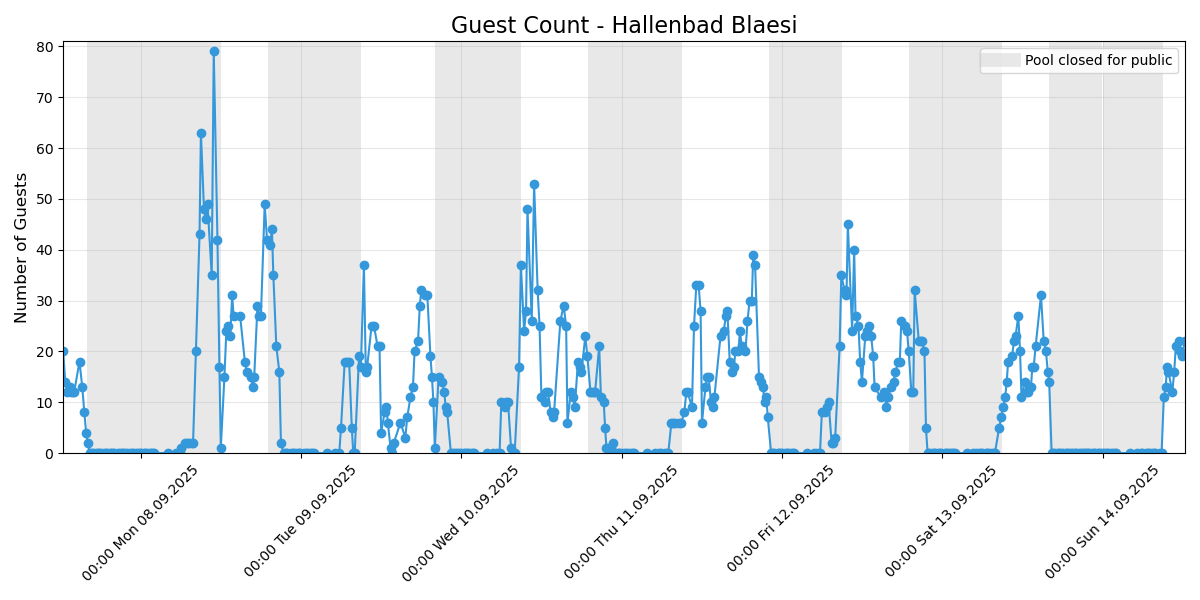 Guest Count - Hallenbad Blaesi
Pool closed for public
Number of Guests
80
70
60
50
40
30
20
10
0
00:00 Mon 08.09.2025
00:00 Tue 09.09.2025
00:00 Wed 10.09.2025
00:00 Thu 11.09.2025
00:00 Fri 12.09.2025
00:00 Sat 13.09.2025
00:00 Sun 14.09.2025